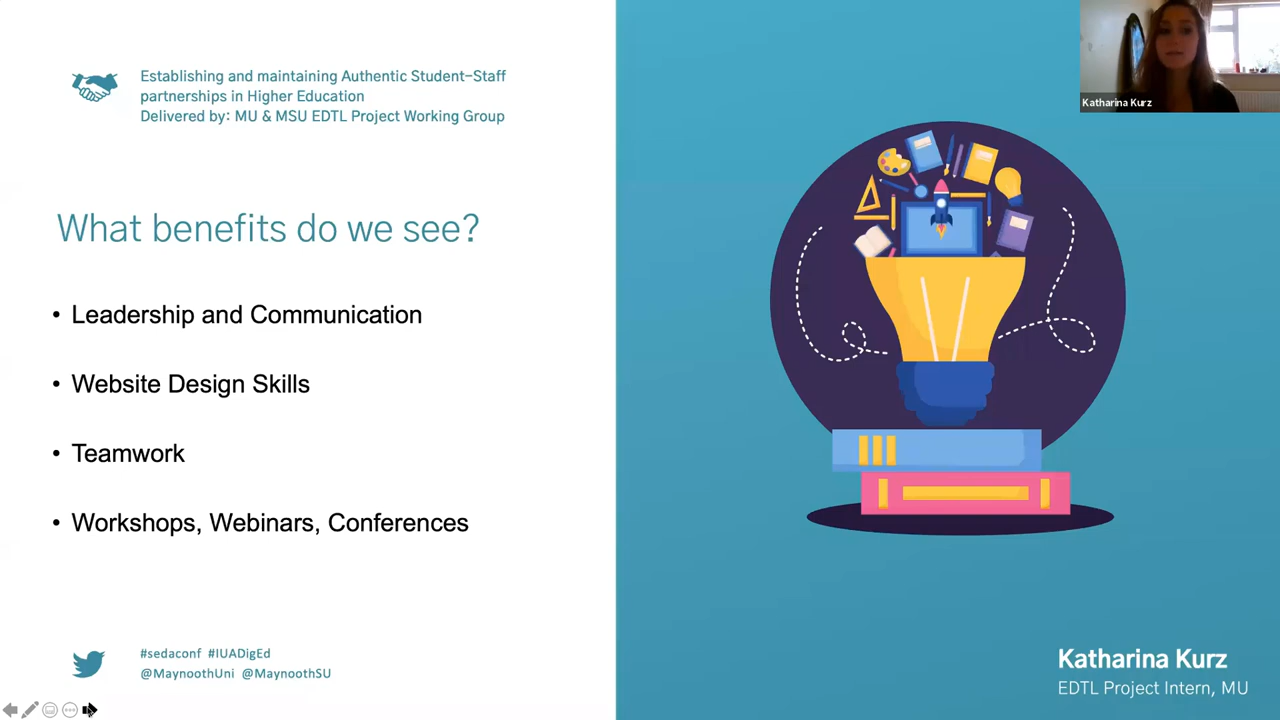 Establishing and maintaining Authentic Student-Staff
partnerships in Higher Education
Delivered by: MU & MSU EDTL Project Working Group
Katharina Kurz
What benefits do we see?
• Leadership and Communication
• Website Design Skills
• Teamwork
• Workshops, Webinars, Conferences
#sedaconf #IUADigEd
@MaynoothUni @MaynoothSU
Katharina Kurz
EDTL Project Intern, MU